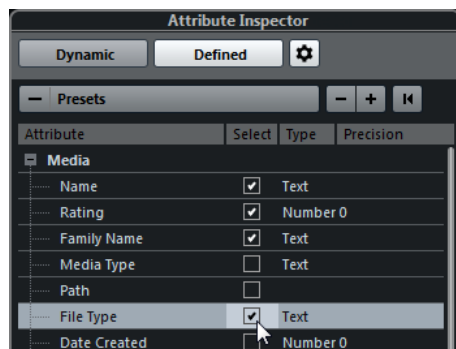 Attribute Inspector
Dynamic Defined
Presets
Attribute Select Type Precision
Media
Name Text
Rating Number 0
Family Name Text
Media Type Text
Path
File Type Text
Date Created Number 0